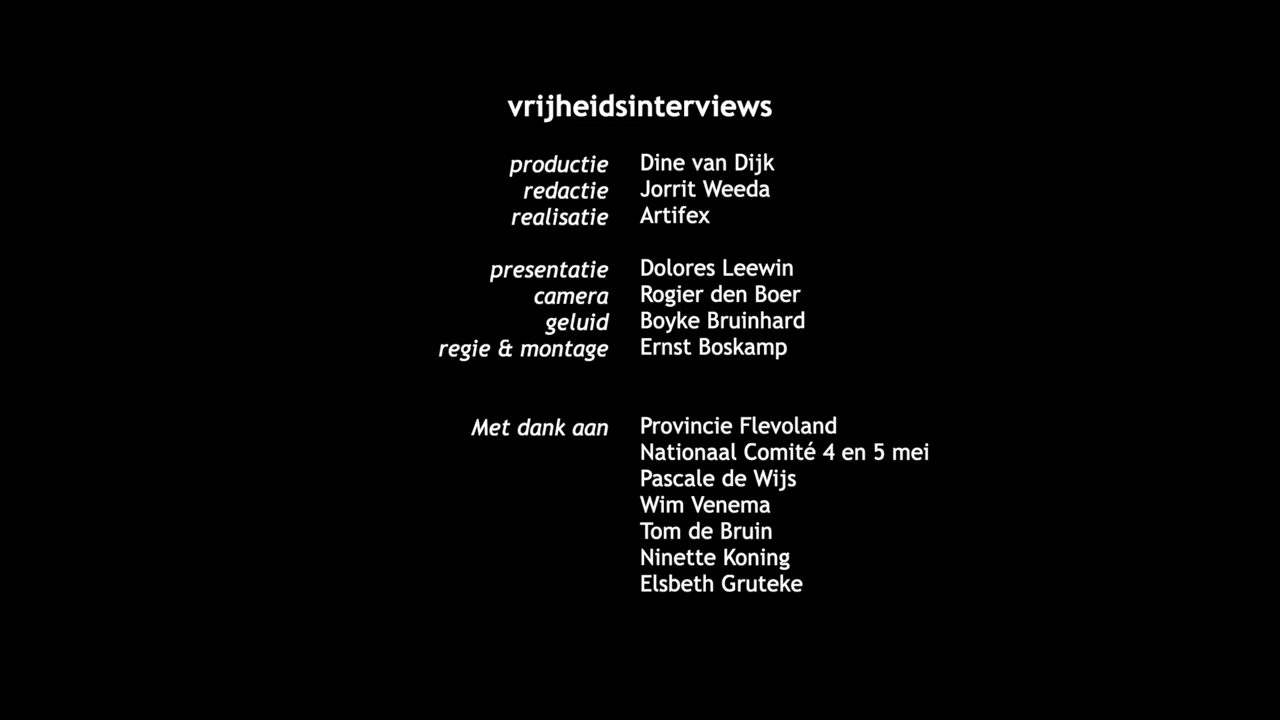 vrijheidsinterviews
productie Dine van Dijk
redactie Jorrit Weeda
realisatie Artifex
presentatie Dolores Leewin
camera Rogier den Boer
geluid Boyke Bruinhard
regie & montage Ernst Boskamp
Met dank aan Provincie Flevoland
Nationaal Comité 4 en 5 mei
Pascale de Wijs
Wim Venema
Tom de Bruin
Ninette Koning
Elsbeth Gruteke